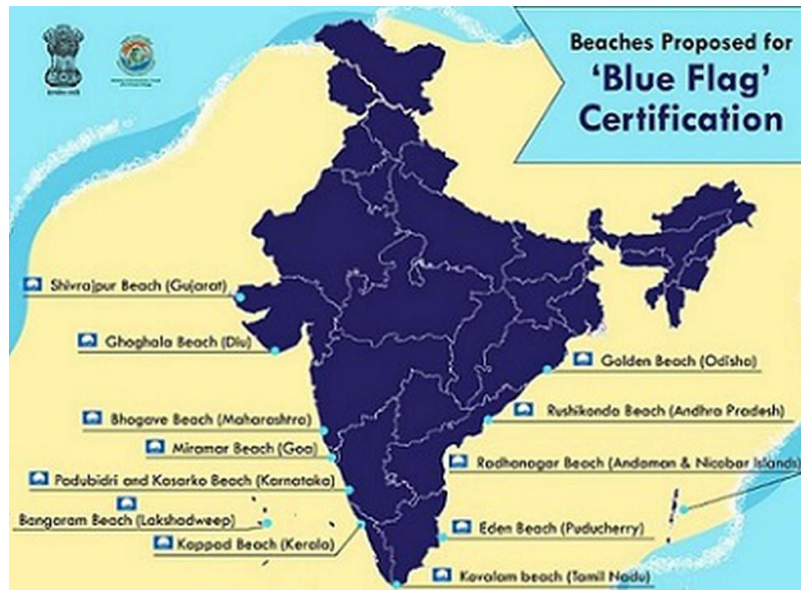 Beaches Proposed for
'Blue Flag'
Certification
Shivrajpur Beach (Gujarat)
Ghoghala Beach (Diu)
Golden Beach (Odisha)
Bhogave Beach (Maharashtra)
Rushikonda Beach (Andhra Pradesh)
Miramar Beach (Goa)
Radhanagar Beach (Andaman & Nicobar Islands)
Padubidri and Kasarko Beach (Karnataka)
Bangaram Beach (Lakshadweep)
Eden Beach (Puducherry)
Kappad Beach (Kerala)
Kovalam beach (Tamil Nadu)